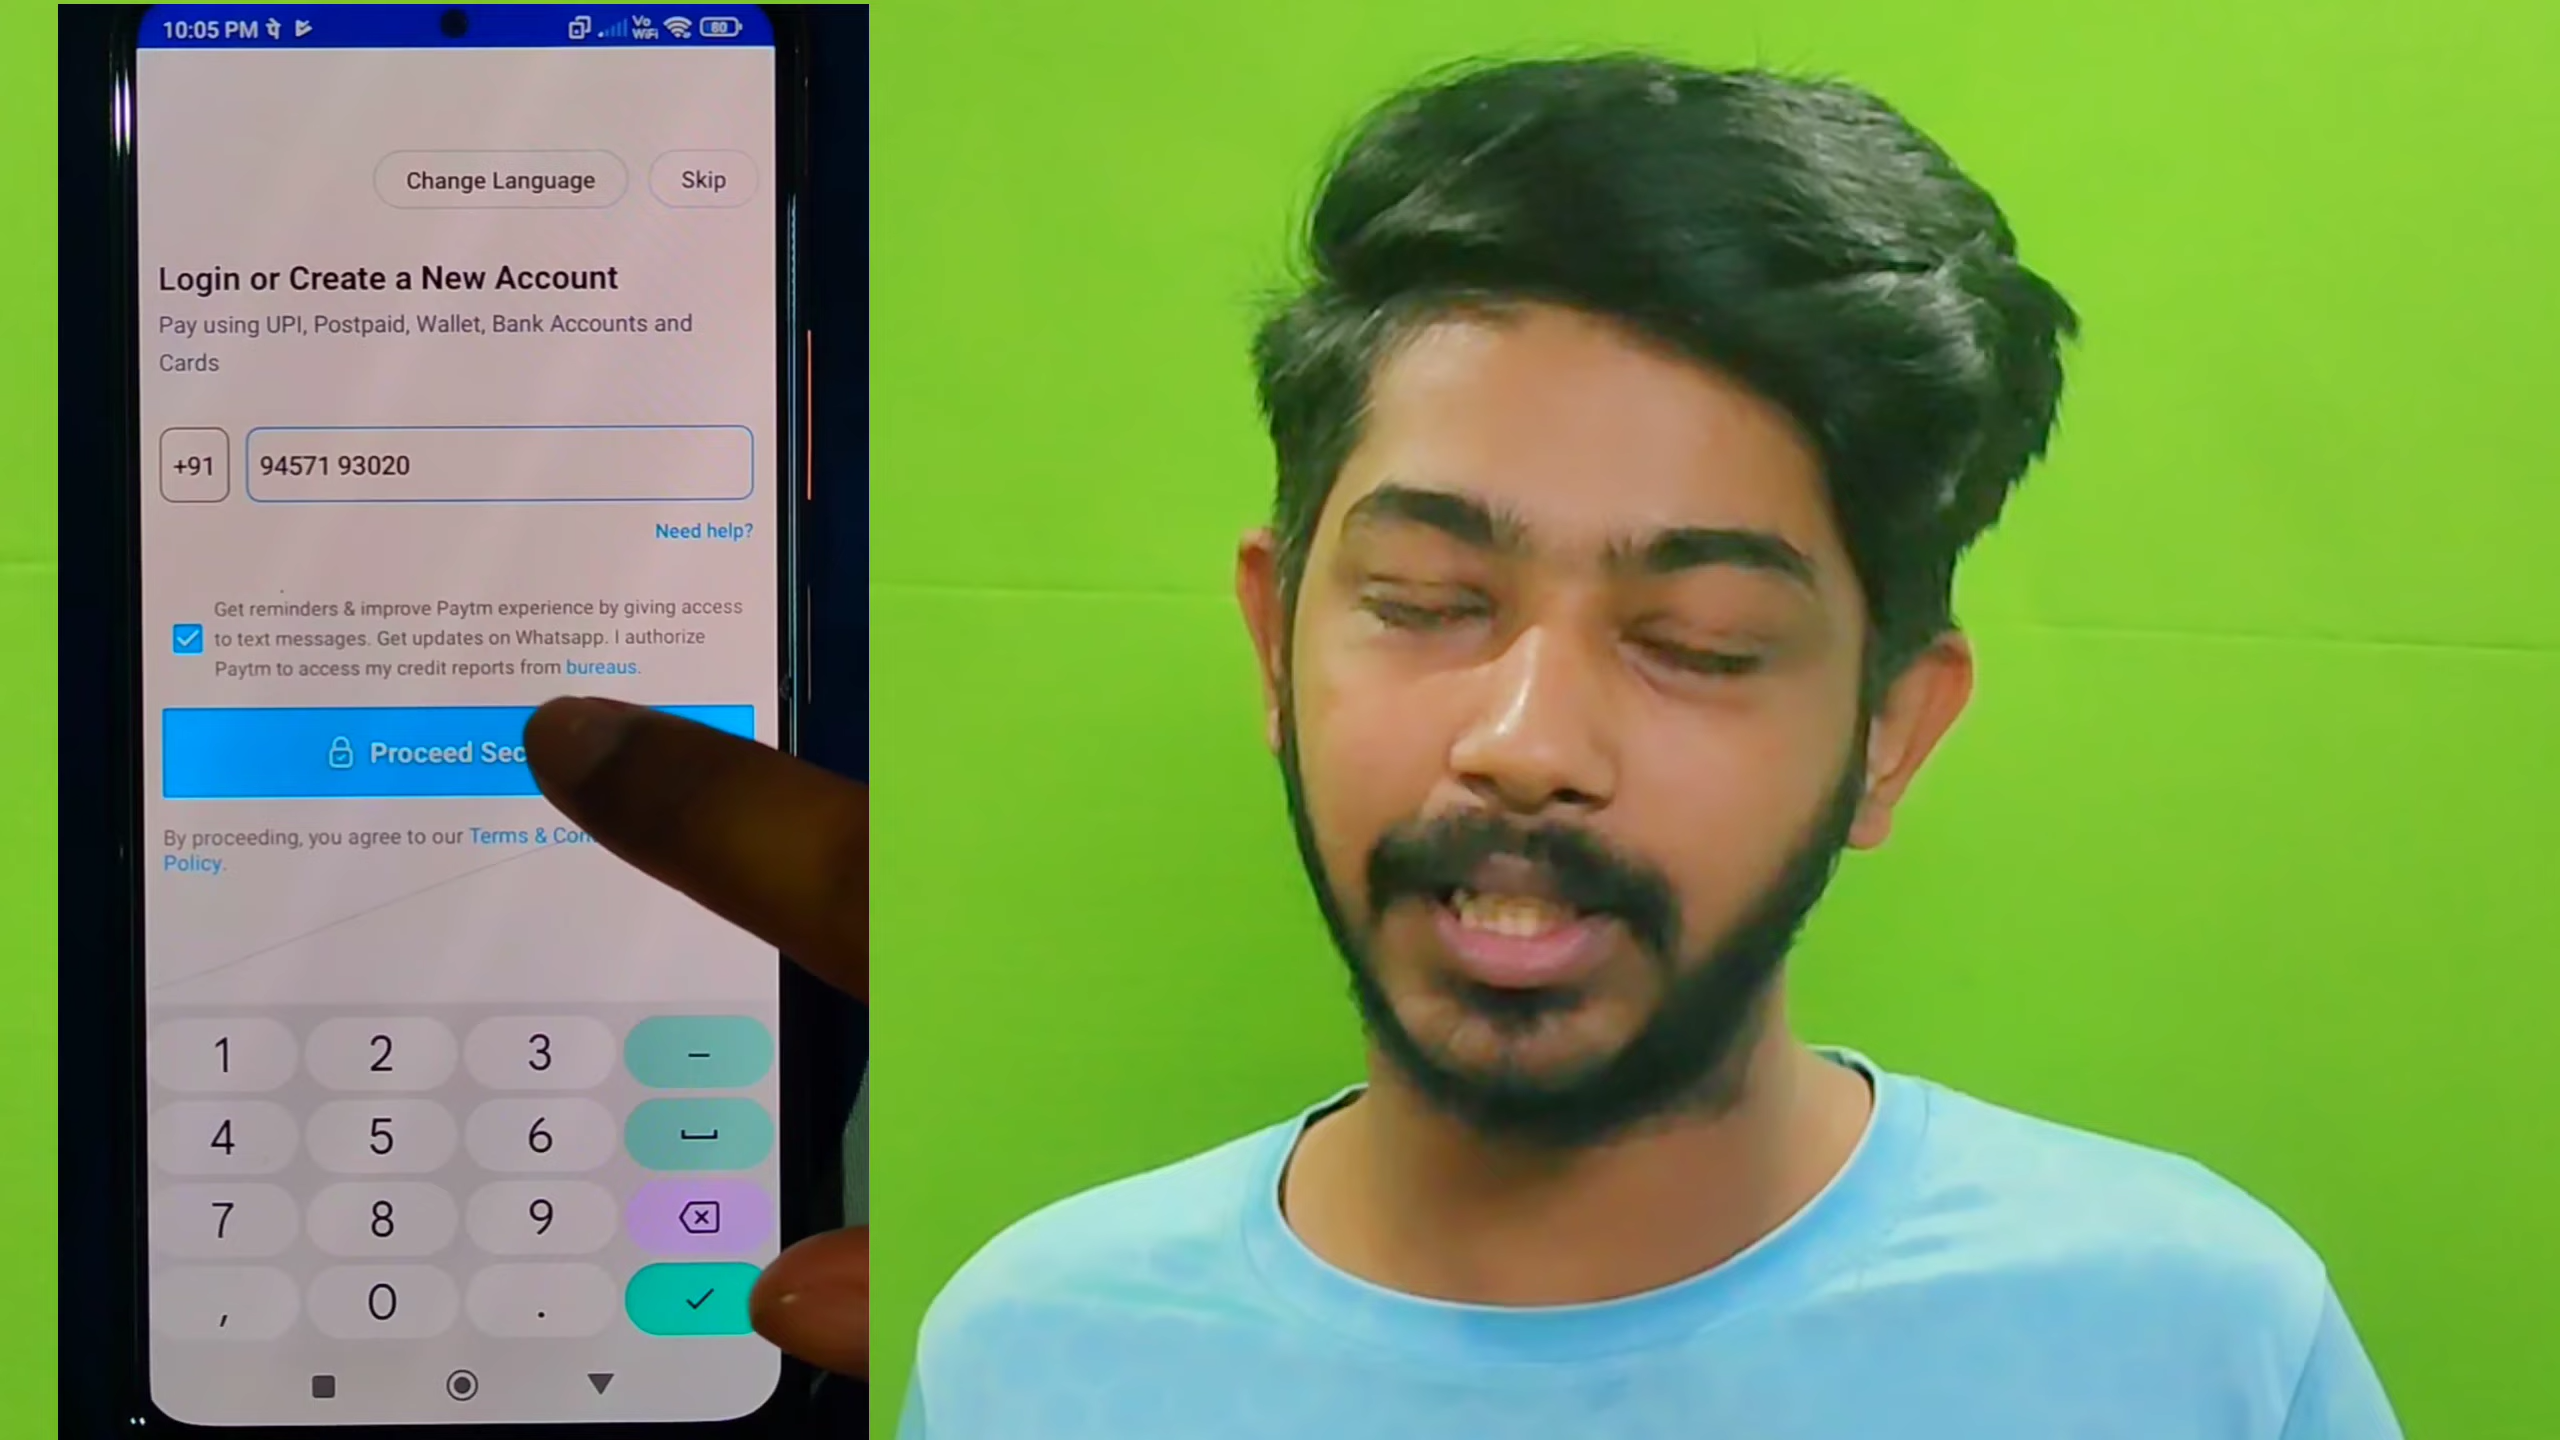 10:05 PM पे
Vo
WiFi
80
Change Language
Skip
Login or Create a New Account
Pay using UPI, Postpaid, Wallet, Bank Accounts and
Cards
+91
94571 93020
Need help?
Get reminders & improve Paytm experience by giving access
to text messages. Get updates on Whatsapp. I authorize
Paytm to access my credit reports from bureaus.
Proceed
By proceeding, you agree to our Terms &
Policy.
1 2 3 –
4 5 6
7 8 9
, 0 .